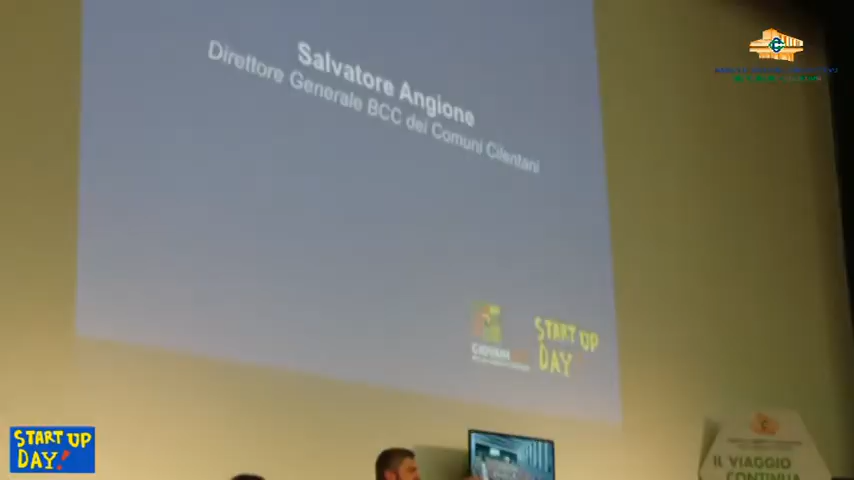 Salvatore Angione
Direttore Generale BCC dei Comuni Cilentani
START UP
DAY
START UP
DAY!
IL VIAGGIO
CONTINUA